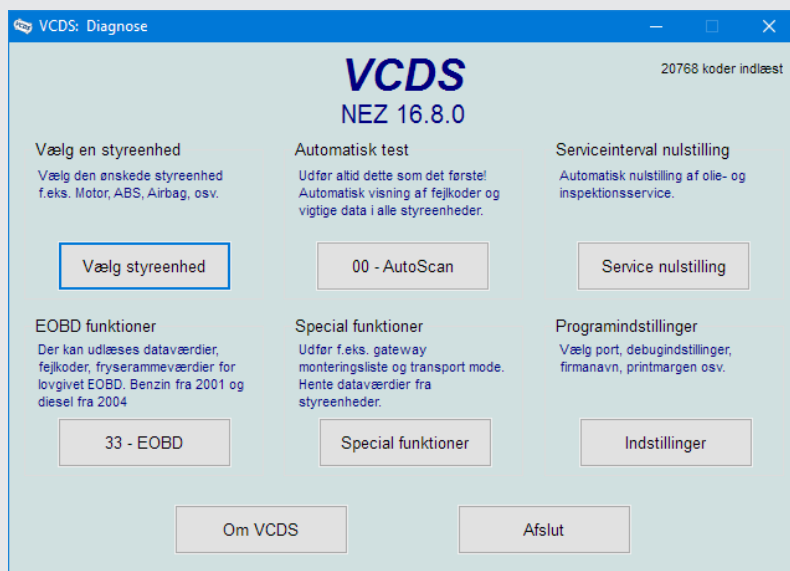 VCDS: Diagnose
VCDS
NEZ 16.8.0
20768 koder indlæst
Vælg en styreenhed
Vælg den ønskede styreenhed
f.eks. Motor, ABS, Airbag, osv.
Vælg styreenhed
Automatisk test
Udfør altid dette som det første!
Automatisk visning af fejlkoder og
vigtige data i alle styreenheder.
00 - AutoScan
Serviceinterval nulstilling
Automatisk nulstilling af olie- og
inspektionsservice.
Service nulstilling
EOBD funktioner
Der kan udlæses dataværdier,
fejlkoder, fryserammeværdier for
lovgivet EOBD. Benzin fra 2001 og
diesel fra 2004
33 - EOBD
Special funktioner
Udfør f.eks. gateway
monteringsliste og transport mode.
Hente dataværdier fra
styreenheder.
Special funktioner
Programindstillinger
Vælg port, debugindstillinger,
firmanavn, printmargen osv.
Indstillinger
Om VCDS
Afslut